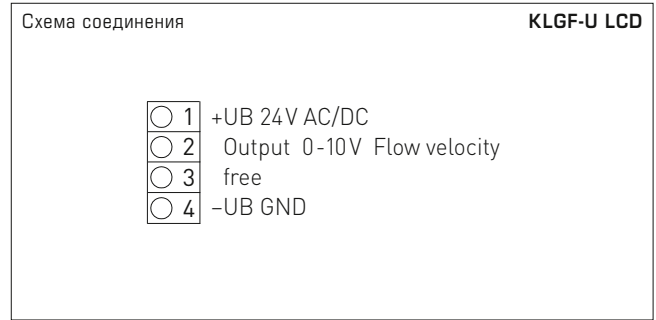 Схема соединения KLGF-U LCD
1 +UB 24V AC/DC
2 Output 0-10V Flow velocity
3 free
4 –UB GND